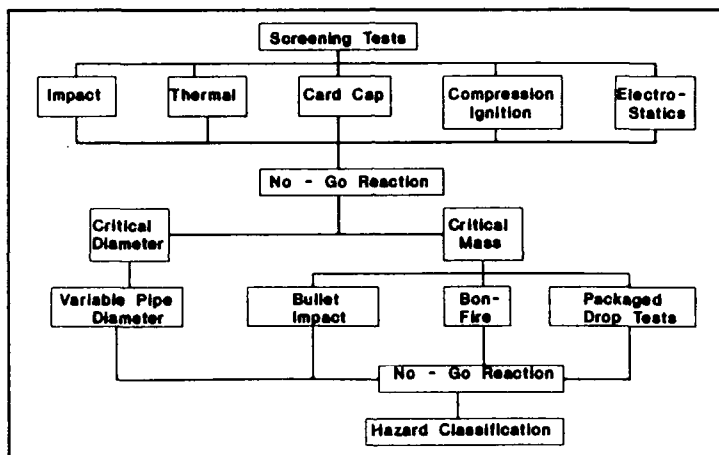 Screening Tests
Impact
Thermal
Card Cap
Compression
Ignition
Electro-
Statics
No - Go Reaction
Critical
Diameter
Critical
Mass
Variable Pipe
Diameter
Bullet
Impact
Bon-
Fire
Packaged
Drop Tests
No - Go Reaction
Hazard Classification